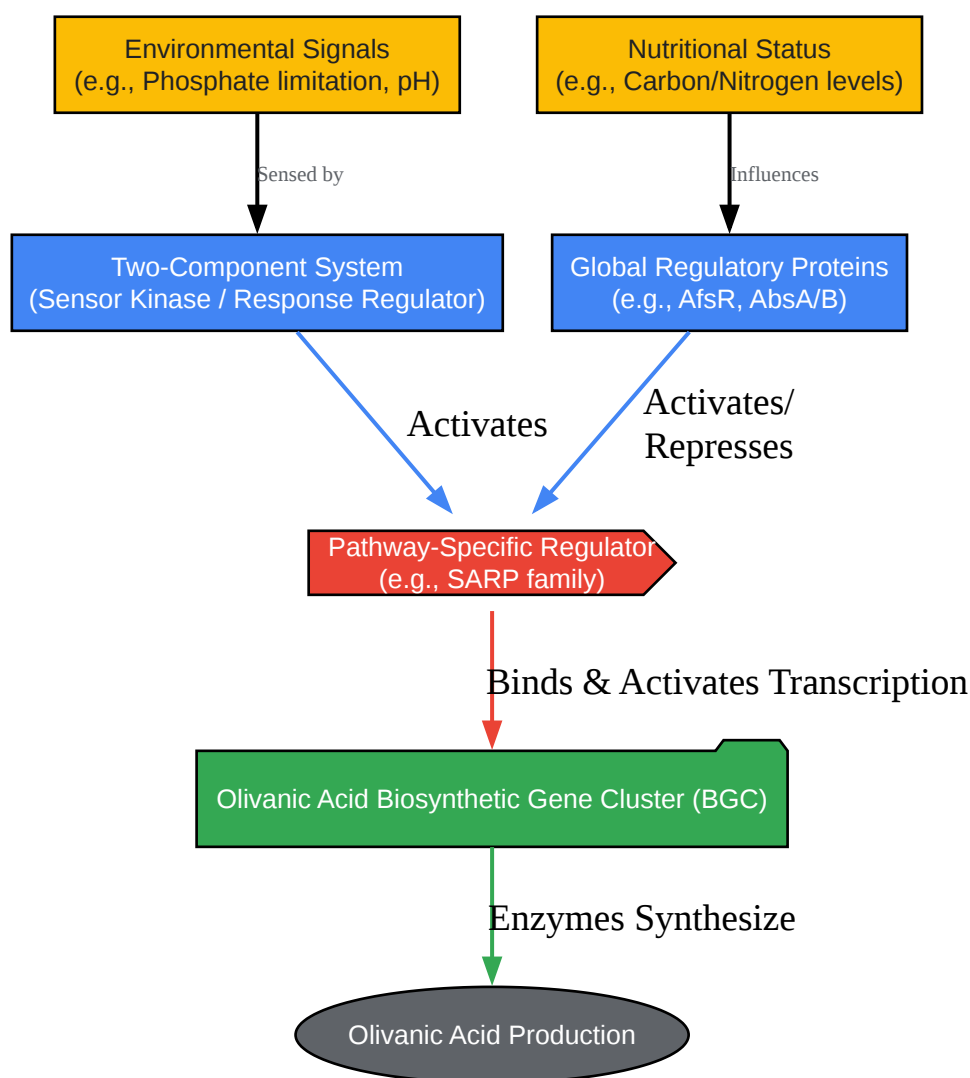 Environmental Signals
(e.g., Phosphate limitation, pH)
Nutritional Status
(e.g., Carbon/Nitrogen levels)
Sensed by
Influences
Two-Component System
(Sensor Kinase / Response Regulator)
Global Regulatory Proteins
(e.g., AfsR, AbsA/B)
Activates
Activates/
Represses
Pathway-Specific Regulator
(e.g., SARP family)
Binds & Activates Transcription
Olivanic Acid Biosynthetic Gene Cluster (BGC)
Enzymes Synthesize
Olivanic Acid Production